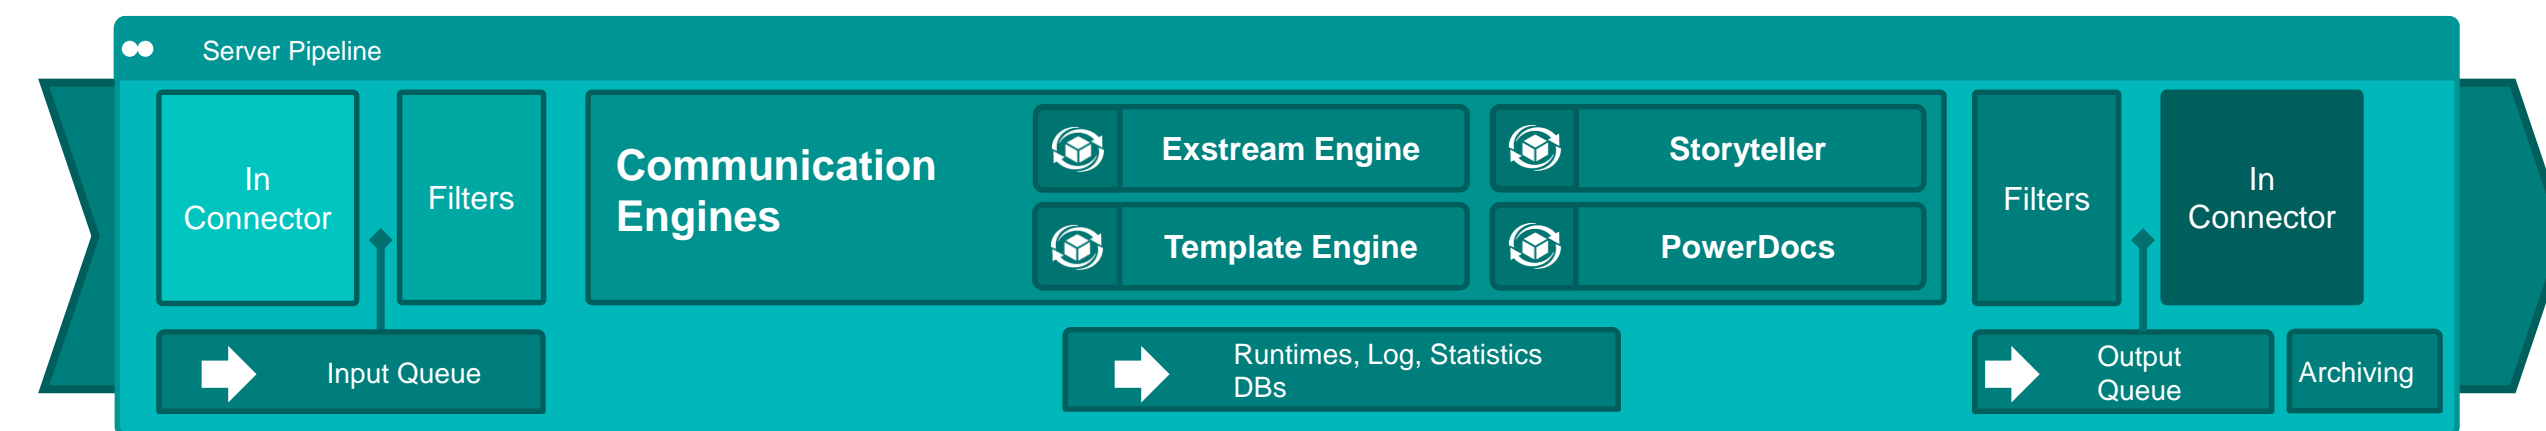 Server Pipeline
In
Connector
Filters
Communication
Engines
Exstream Engine
Storyteller
Template Engine
PowerDocs
Filters
In
Connector
Input Queue
Runtimes, Log, Statistics
DBs
Output
Queue
Archiving